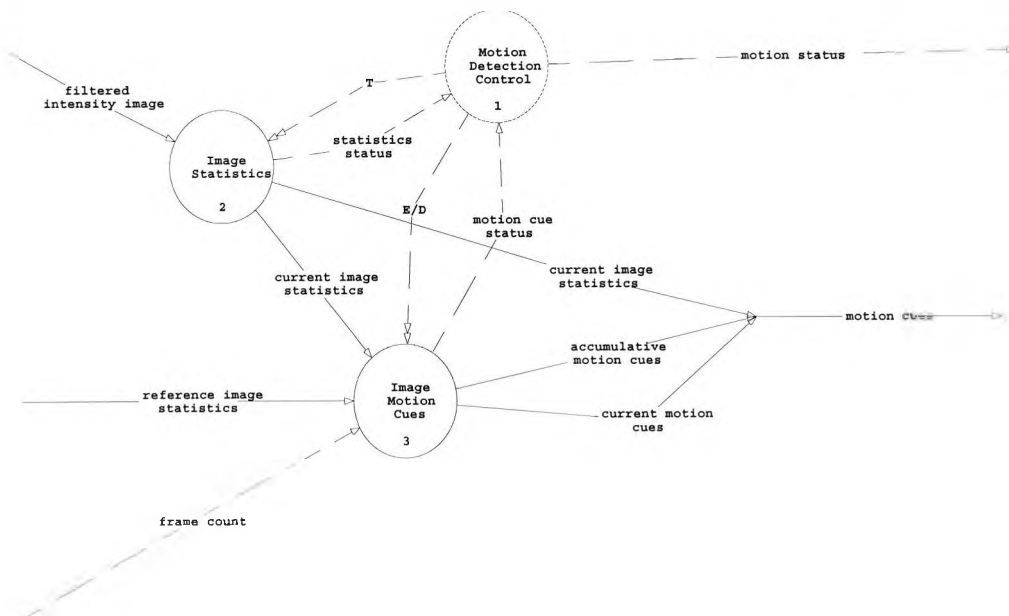 Motion
Detection
Control
1
motion status
T
filtered
intensity image
statistics
status
Image
Statistics
2
E/D
motion cue
status
current image
statistics
current image
statistics
motion cues
accumulative
motion cues
reference image
statistics
Image
Motion
Cues
3
current motion
cues
frame count